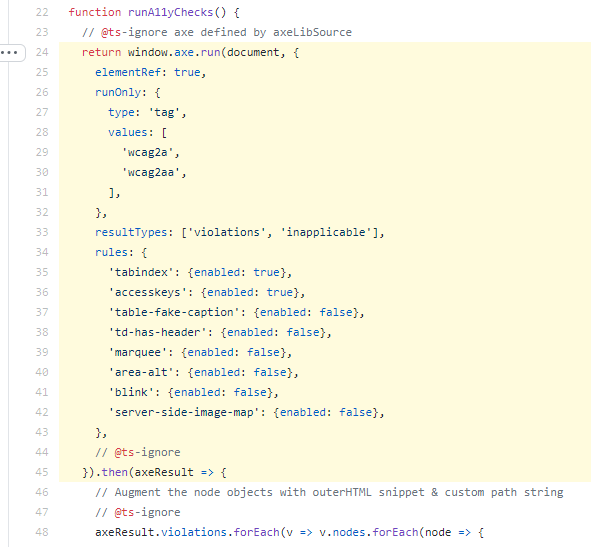 22 function runA11yChecks() {
23 // @ts-ignore axe defined by axeLibSource
24 return window.axe.run(document, {
25 elementRef: true,
26 runOnly: {
27 type: 'tag',
28 values: [
29 'wcag2a',
30 'wcag2aa',
31 ],
32 },
33 resultTypes: ['violations', 'inapplicable'],
34 rules: {
35 'tabindex': {enabled: true},
36 'accesskeys': {enabled: true},
37 'table-fake-caption': {enabled: false},
38 'td-has-header': {enabled: false},
39 'marquee': {enabled: false},
40 'area-alt': {enabled: false},
41 'blink': {enabled: false},
42 'server-side-image-map': {enabled: false},
43 },
44 // @ts-ignore
45 }).then(axeResult => {
46 // Augment the node objects with outerHTML snippet & custom path string
47 // @ts-ignore
48 axeResult.violations.forEach(v => v.nodes.forEach(node => {